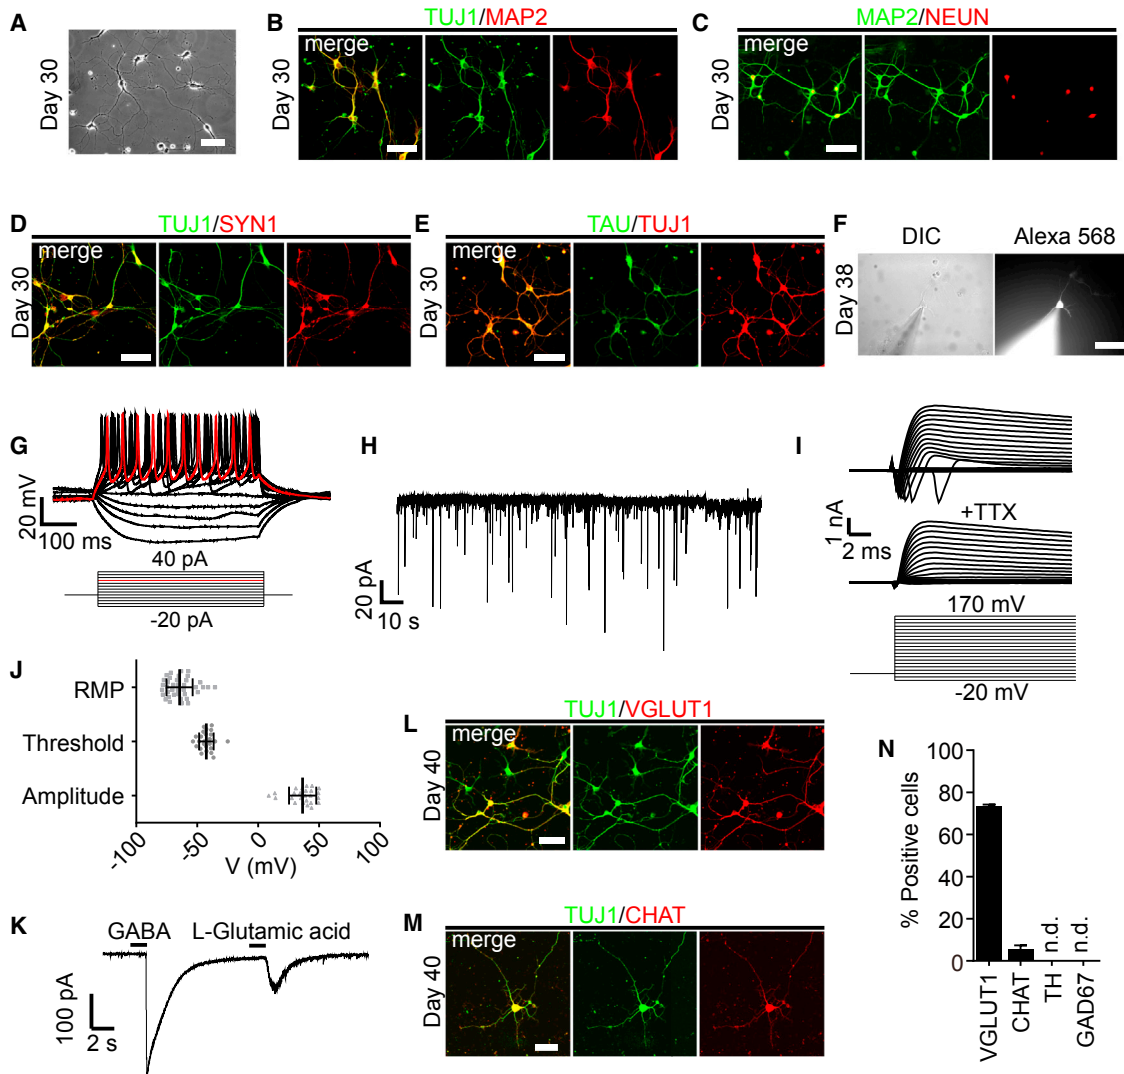 A
Day 30
B
TUJ1/MAP2
Day 30
merge
C
MAP2/NEUN
Day 30
merge
D
TUJ1/SYN1
Day 30
merge
E
TAU/TUJ1
Day 30
merge
F
DIC
Alexa 568
Day 38
G
20 mV
100 ms
40 pA
-20 pA
H
20 pA
10 s
I
+TTX
1 nA
2 ms
170 mV
-20 mV
J
RMP
Threshold
Amplitude
-100
-50
0
50
100
V (mV)
K
GABA
L-Glutamic acid
100 pA
2 s
L
TUJ1/VGLUT1
Day 40
merge
M
TUJ1/CHAT
Day 40
merge
N
% Positive cells
100
80
60
40
20
0
n.d.
n.d.
VGLUT1
CHAT
TH
GAD67